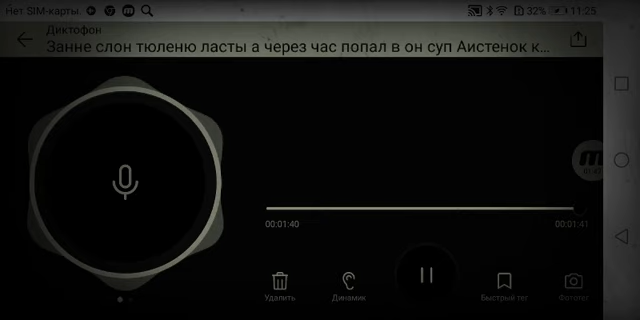 Нет SIM-карты. 32% 11:25
Диктофон
Занне слон тюленю ласты а через час попал в он суп Аистенок к...
00:01:40 00:01:41
Удалить Динамик Быстрый тег Фототег